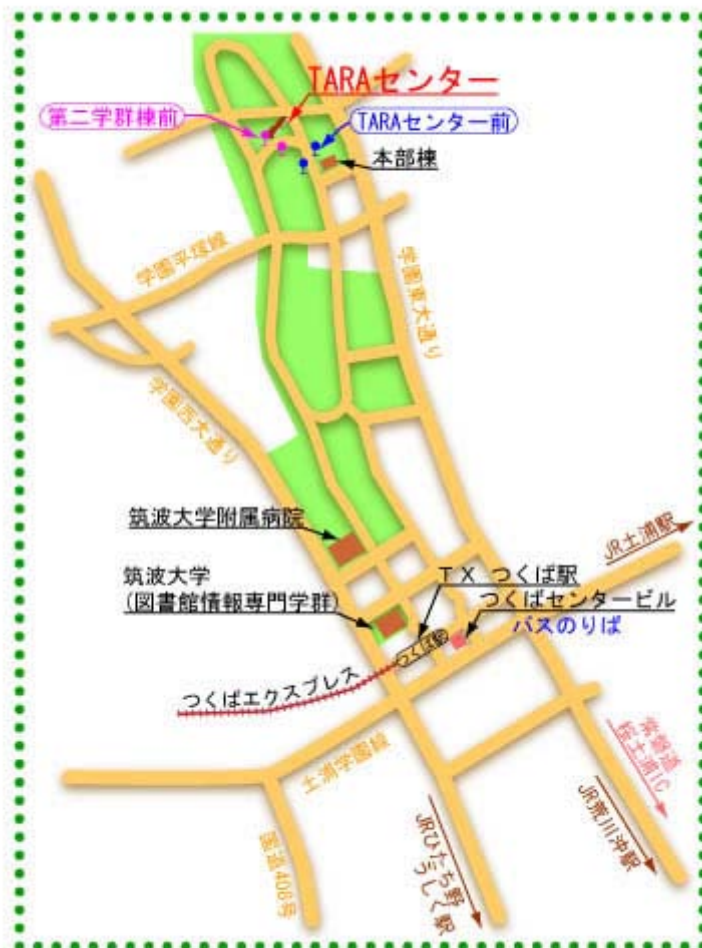 TARAセンター
第二学群棟前
TARAセンター前
本部棟
学園平塚線
学園東大通り
学園西大通り
筑波大学附属病院
JR土浦駅
筑波大学
(図書館情報専門学群)
TX つくば駅
つくばセンタービル
バスのりば
つくば駅
つくばエクスプレス
土浦学園線
常磐道
桜土浦IC
JR荒川沖駅
JRひたち野
うしく駅
国道408号